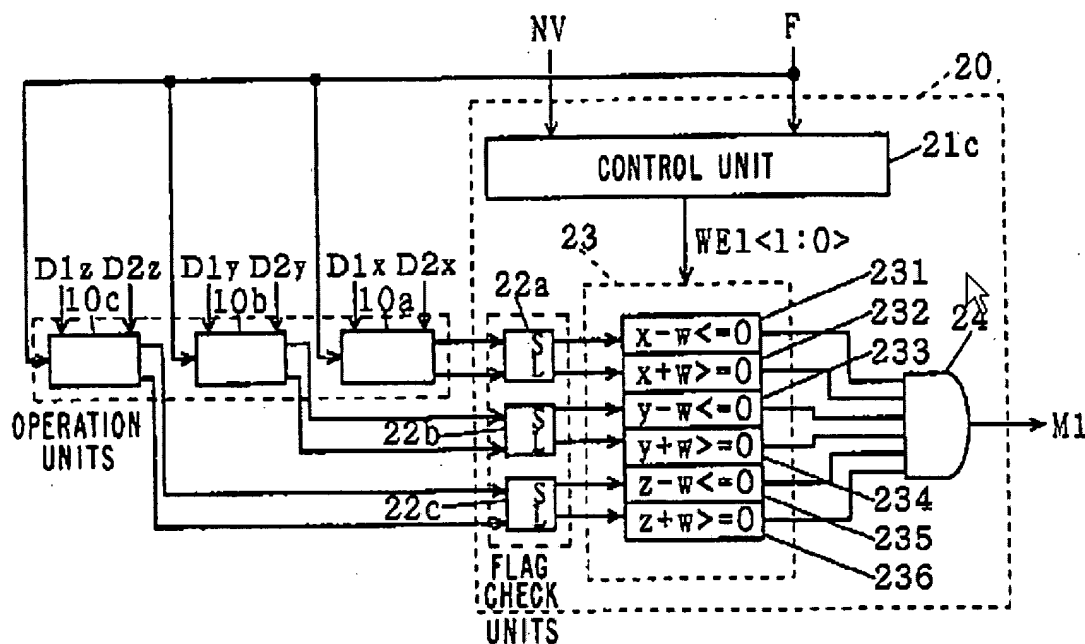 NV F
20
CONTROL UNIT
21c
23
WE1<1:0>
D1z D2z D1y D2y D1x D2x
10c 10b 10a
22a
231
232
24
S L
x-w<=0
x+w>=0
233
y-w<=0
M1
OPERATION
UNITS
22b
S L
y+w>=0
z-w<=0
234
22c
S L
z+w>=0
235
236
FLAG
CHECK
UNITS